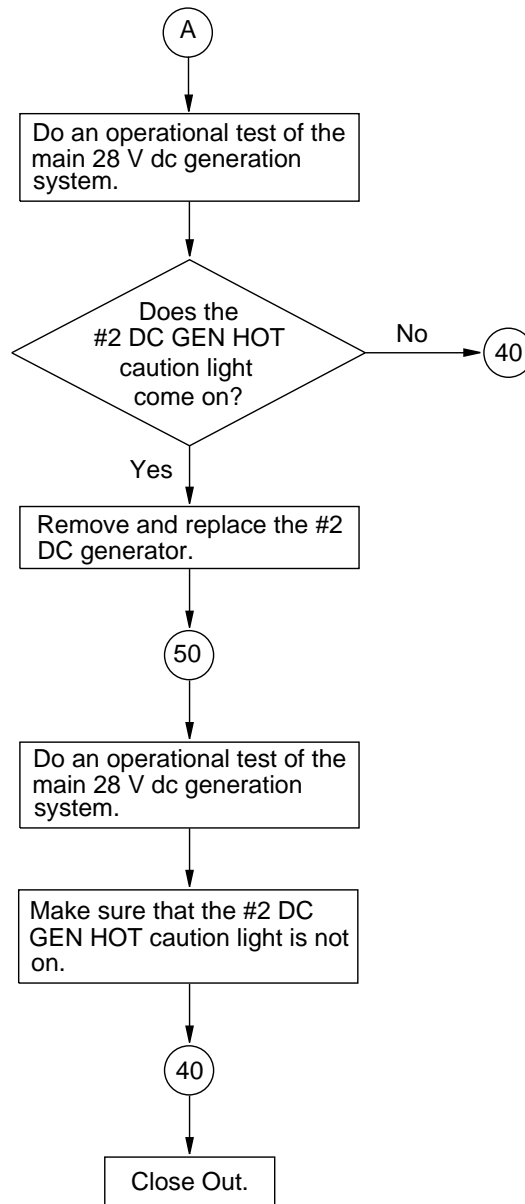 A
Do an operational test of the
main 28 V dc generation
system.
Does the
#2 DC GEN HOT
caution light
come on?
No
40
Yes
Remove and replace the #2
DC generator.
50
Do an operational test of the
main 28 V dc generation
system.
Make sure that the #2 DC
GEN HOT caution light is not
on.
40
Close Out.